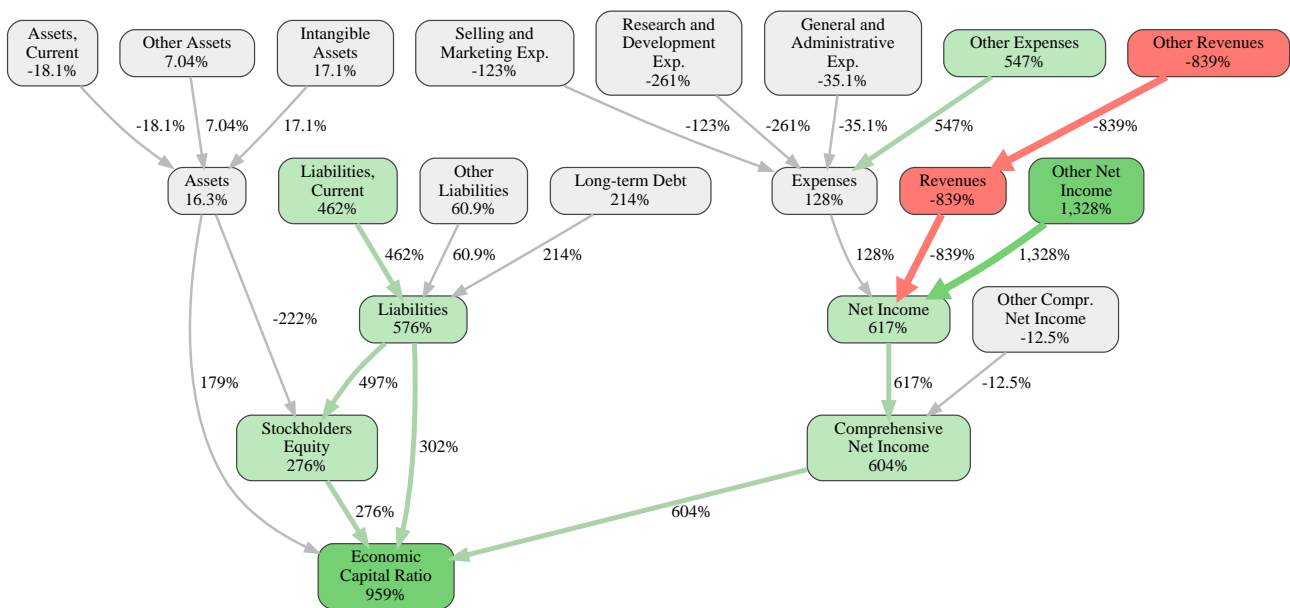 Assets,
Current
-18.1%
Other Assets
7.04%
Intangible
Assets
17.1%
Selling and
Marketing Exp.
-123%
Research and
Development
Exp.
-261%
General and
Administrative
Exp.
-35.1%
Other Expenses
547%
Other Revenues
-839%
-18.1%
7.04%
17.1%
-123%
-261%
-35.1%
547%
-839%
Assets
16.3%
Liabilities,
Current
462%
Other
Liabilities
60.9%
Long-term Debt
214%
Expenses
128%
Revenues
-839%
Other Net
Income
1,328%
462%
60.9%
214%
128%
-839%
1,328%
-222%
Liabilities
576%
Net Income
617%
Other Compr.
Net Income
-12.5%
179%
497%
302%
617%
-12.5%
Stockholders
Equity
276%
Comprehensive
Net Income
604%
276%
604%
Economic
Capital Ratio
959%